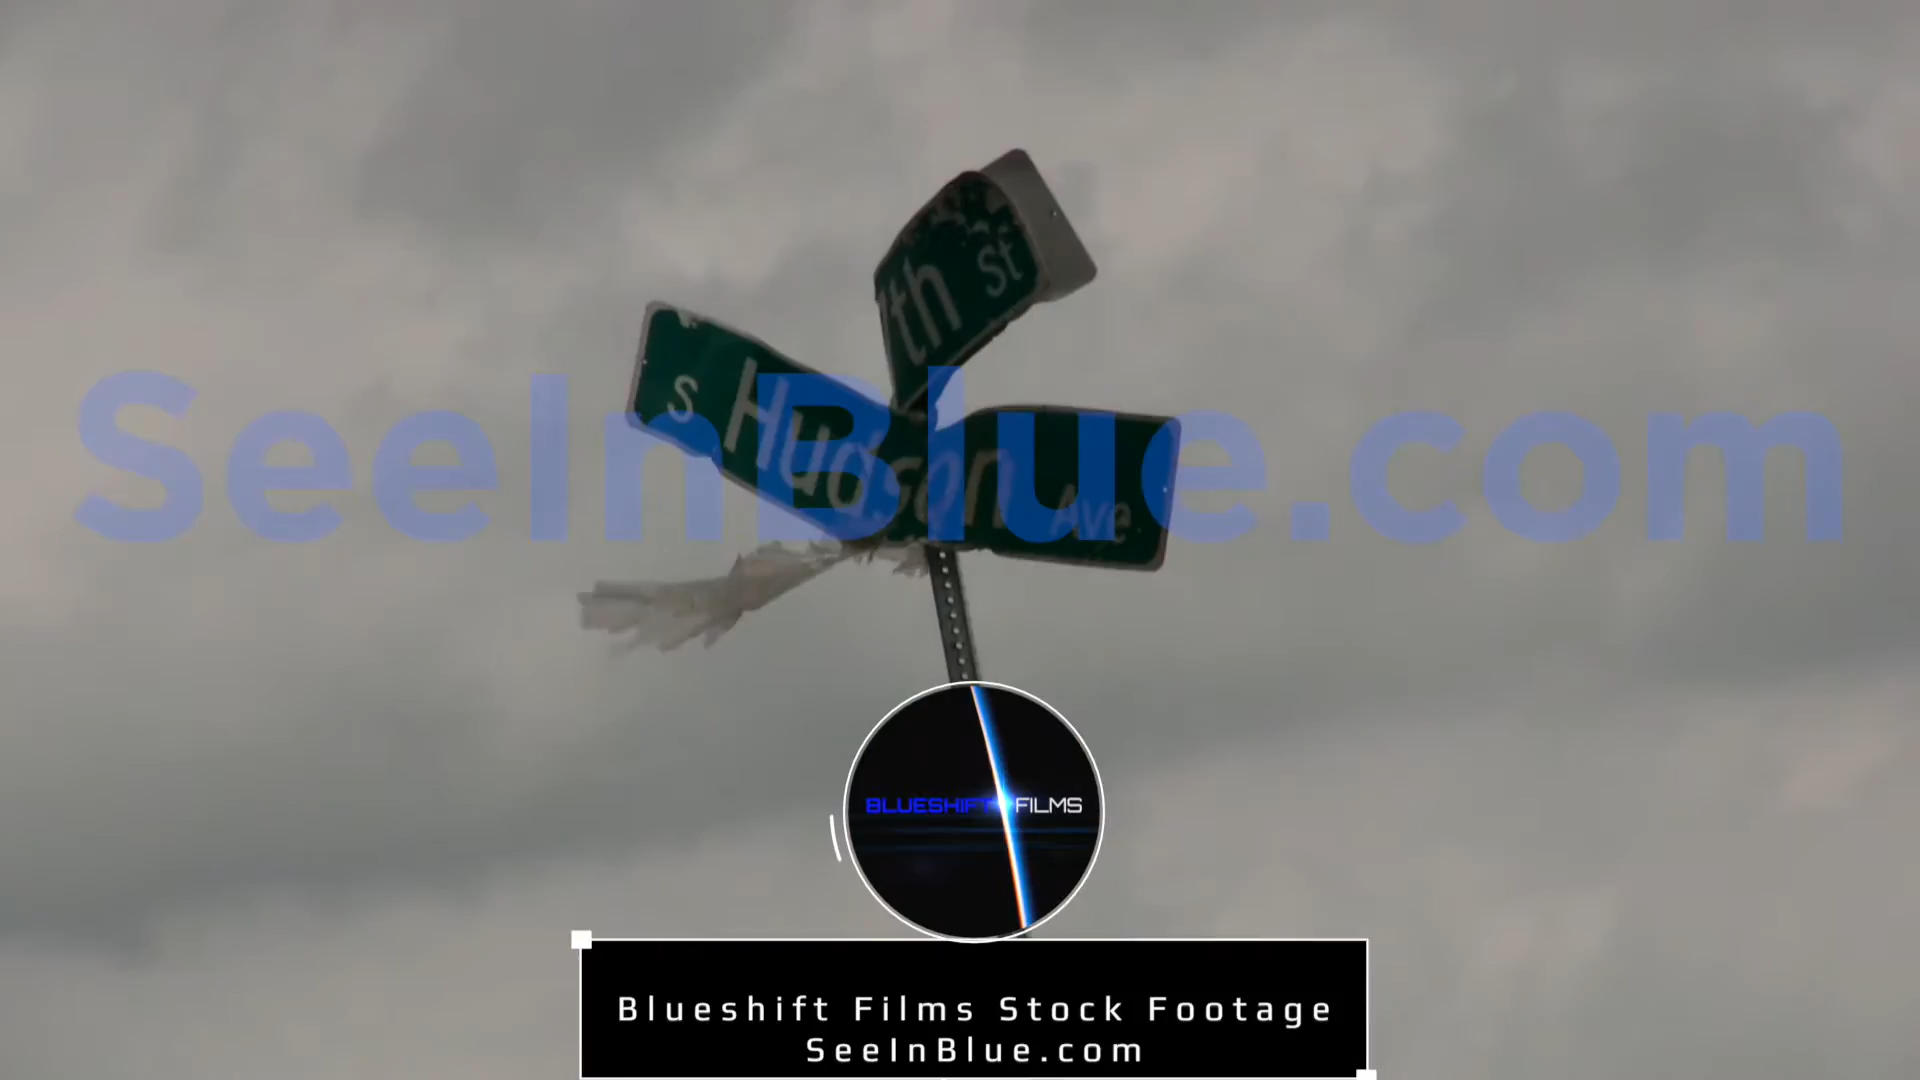 th St
S Hudson Ave
SeeInBlue.com
BLUESHIFT FILMS
Blueshift Films Stock Footage
SeeInBlue.com